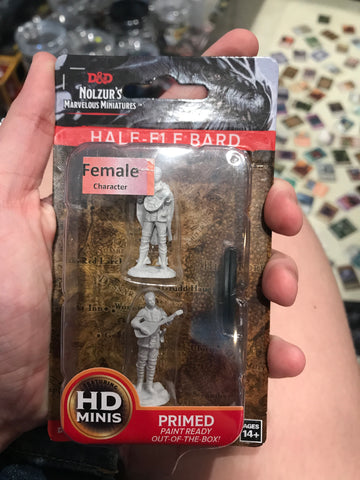 D&D
NOLZUR'S
MARVELOUS MINIATURES
HALF-ELF BARD
Female
Character
FEATURING
HD
MINIS
PRIMED
PAINT READY
OUT-OF-THE-BOX!
AGES
14+